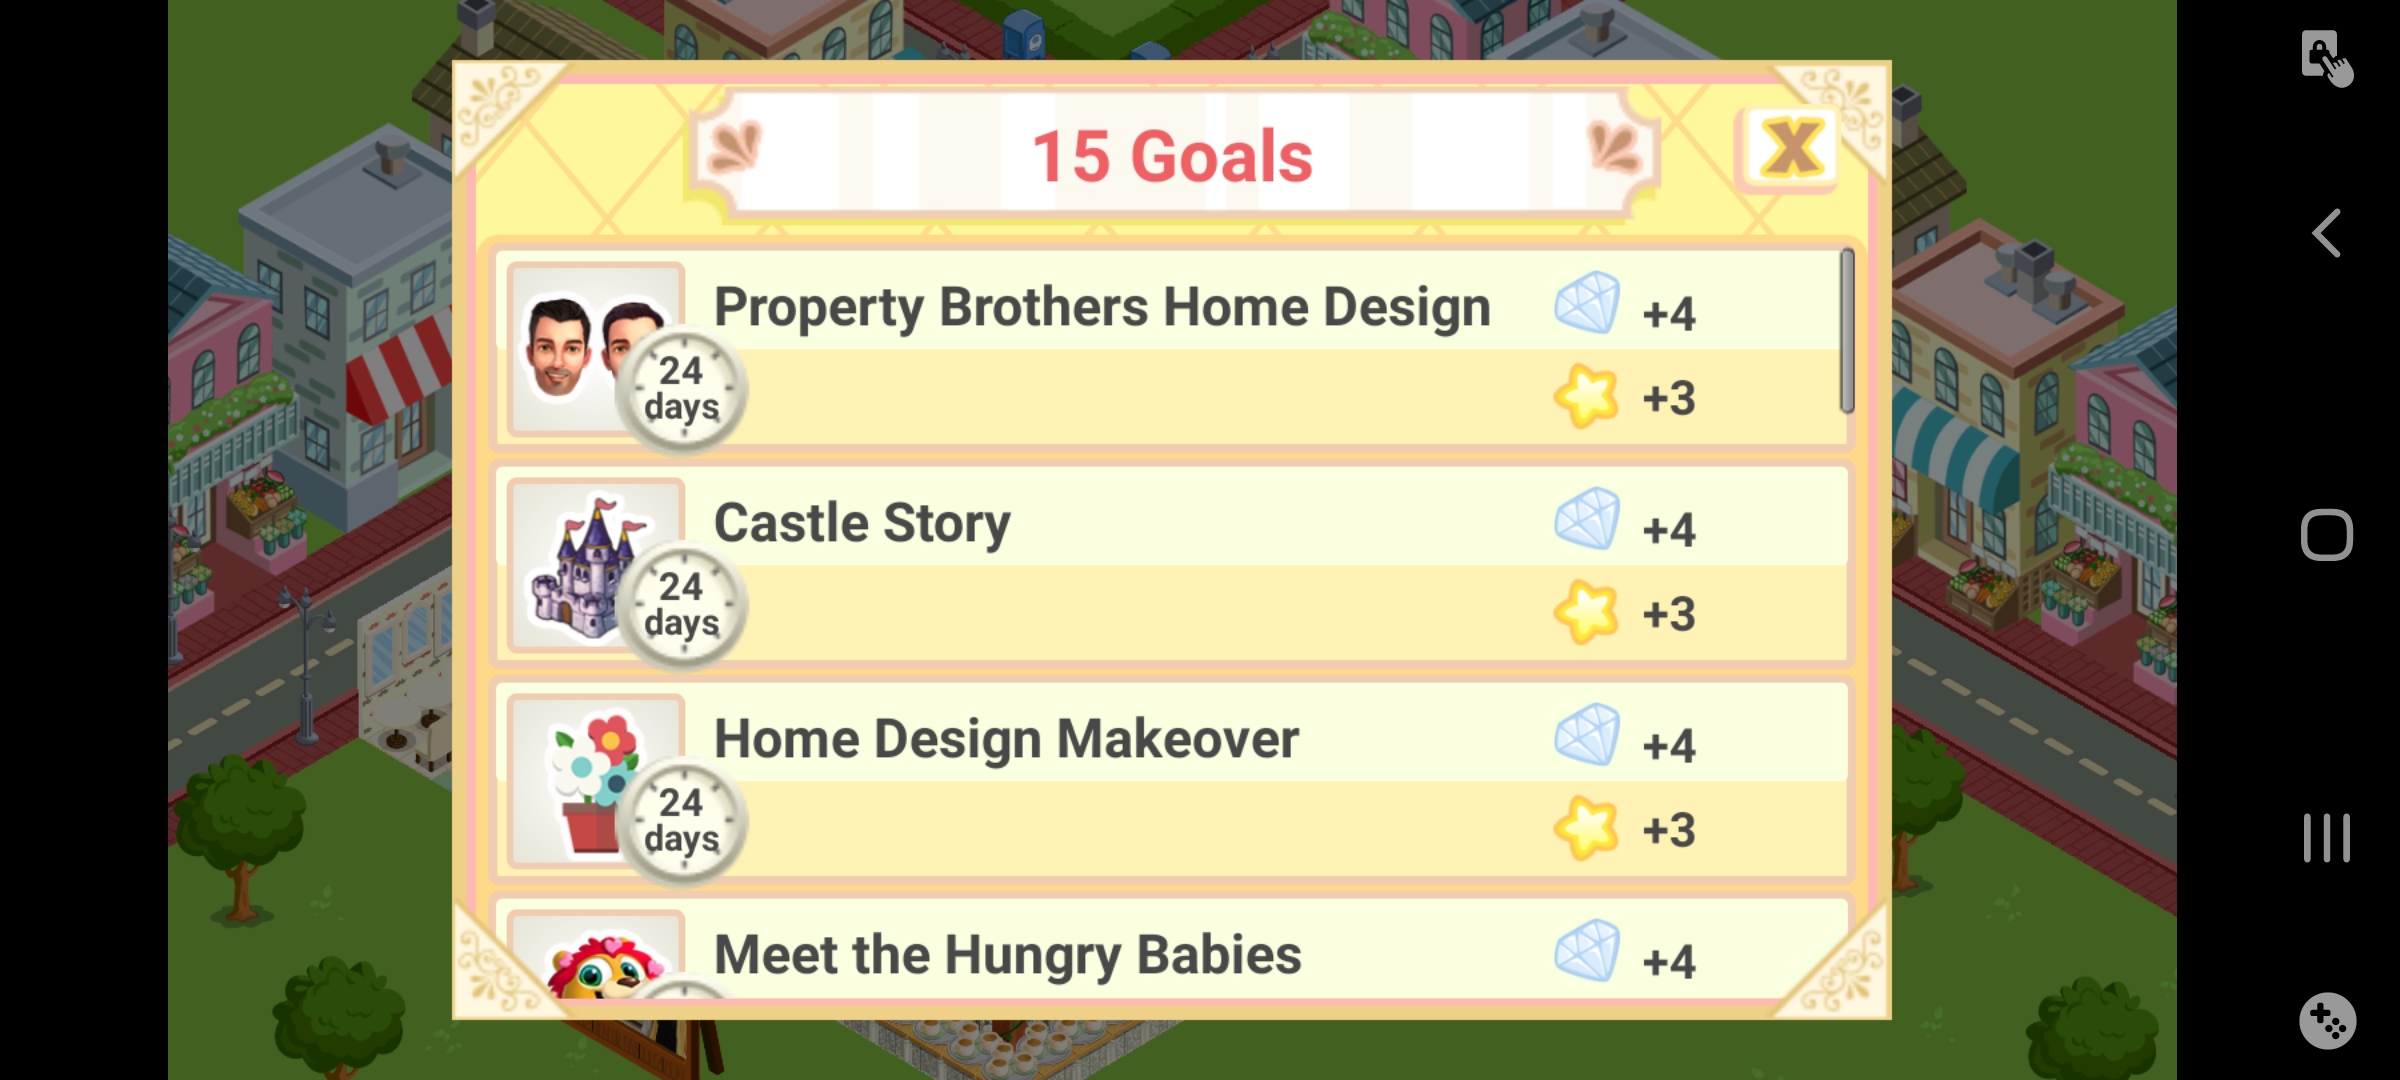 15 Goals
X
Property Brothers Home Design
+4
24 days
+3
Castle Story
+4
24 days
+3
Home Design Makeover
+4
24 days
+3
Meet the Hungry Babies
+4